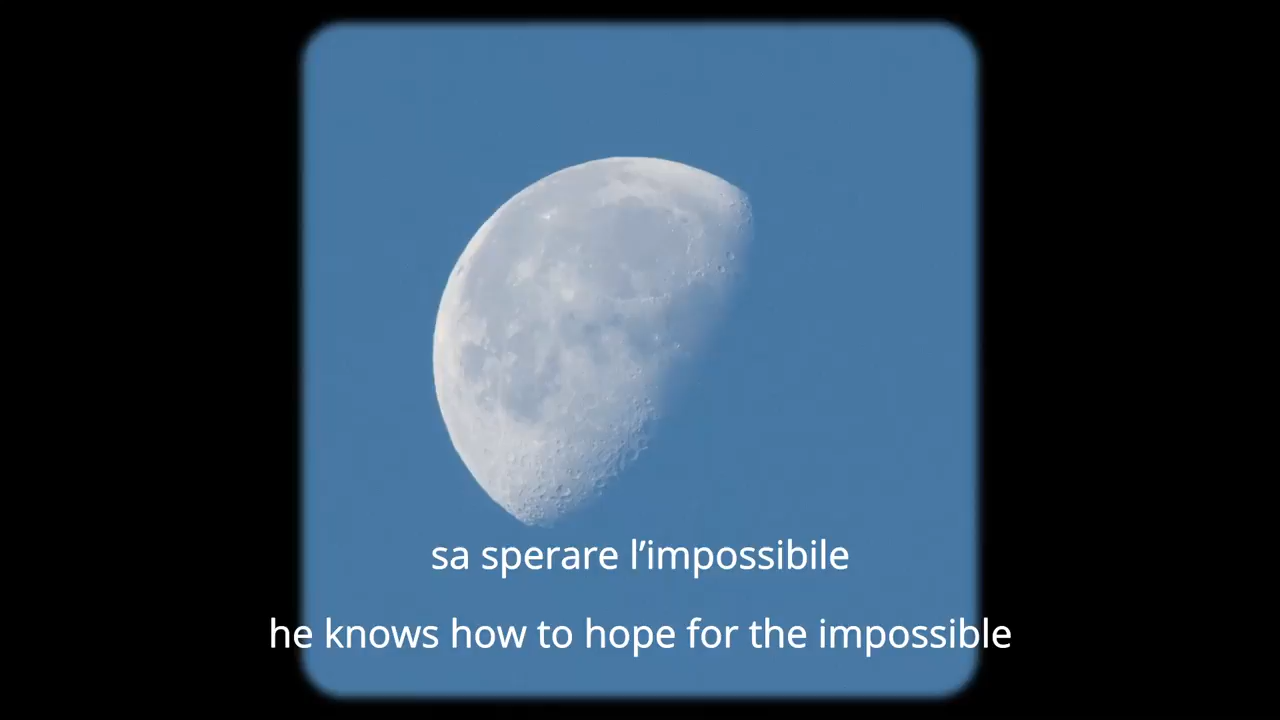 sa sperare l’impossibile
he knows how to hope for the impossible